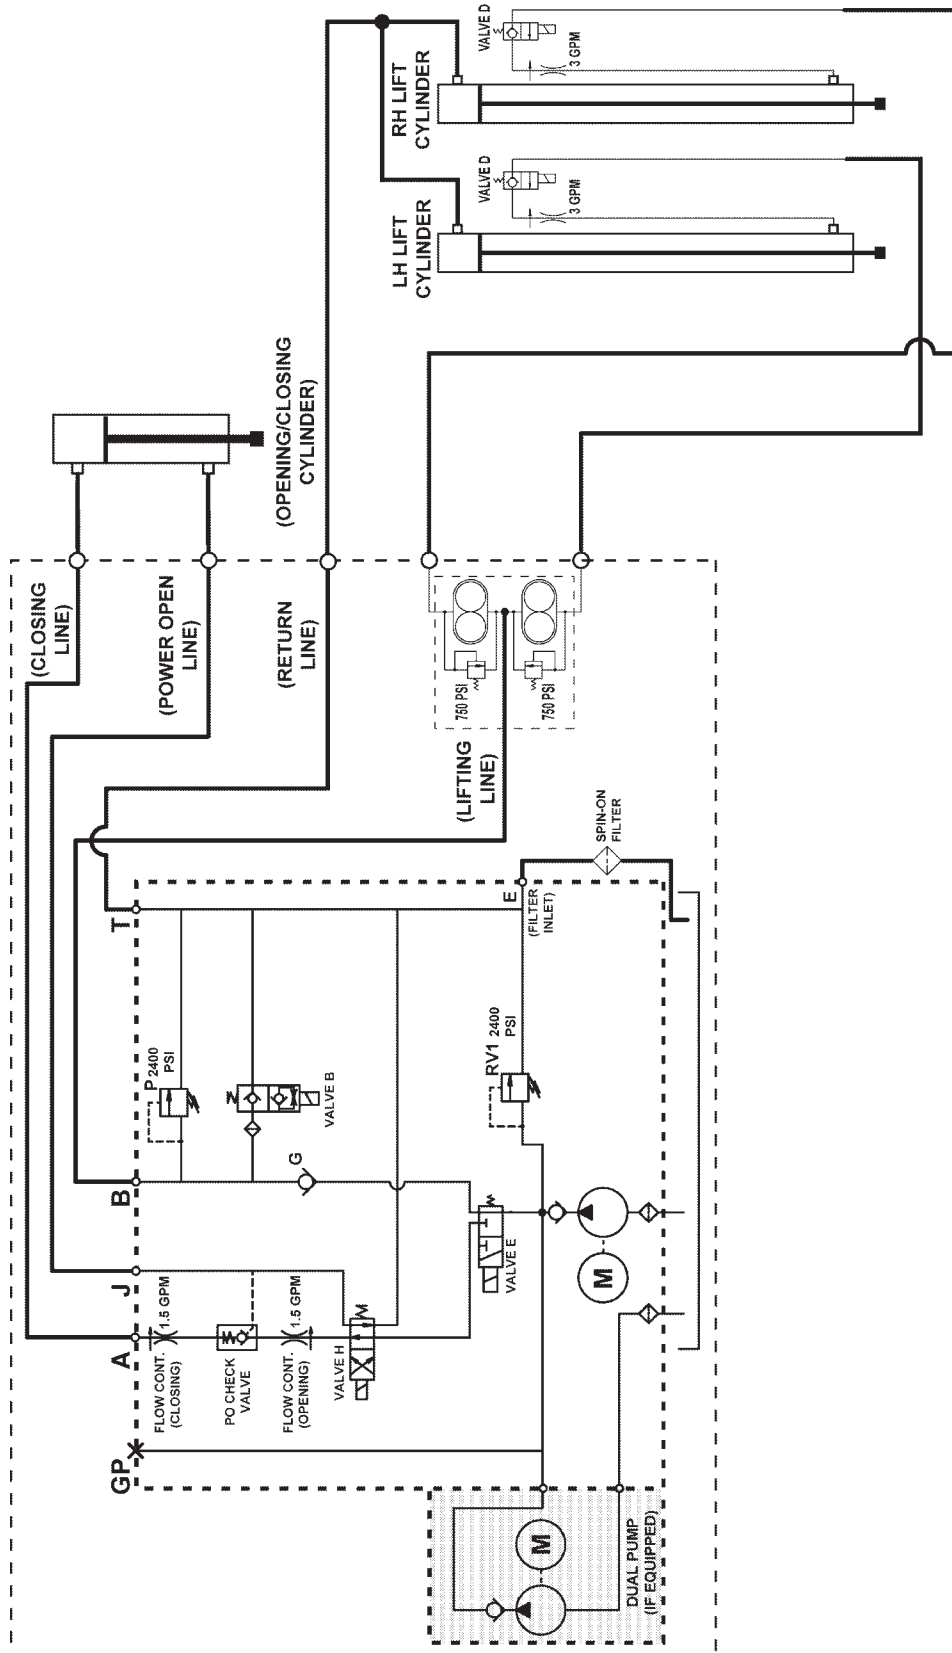 VALVE D
3 GPM
RH LIFT
CYLINDER
VALVE D
3 GPM
LH LIFT
CYLINDER
(OPENING/CLOSING
CYLINDER)
(CLOSING
LINE)
(POWER OPEN
LINE)
(RETURN
LINE)
750 PSI
750 PSI
(LIFTING
LINE)
SPIN-ON
FILTER
T
E
(FILTER
INLET)
P 2400
PSI
RV1 2400
PSI
VALVE B
B
G
VALVE E
J
A
1.5 GPM
FLOW CONT.
(CLOSING)
PO CHECK
VALVE
1.5 GPM
FLOW CONT.
(OPENING)
VALVE H
M
GP
M
DUAL PUMP
(IF EQUIPPED)